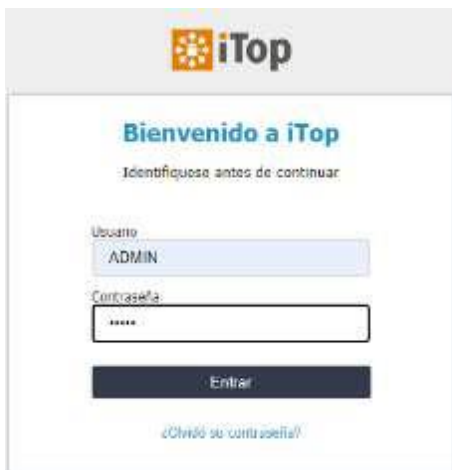 iTop
Bienvenido a iTop
Identifiquese antes de continuar
Usuario
ADMIN
Contraseña
•••••
Entrar
¿Olvidó su contraseña?